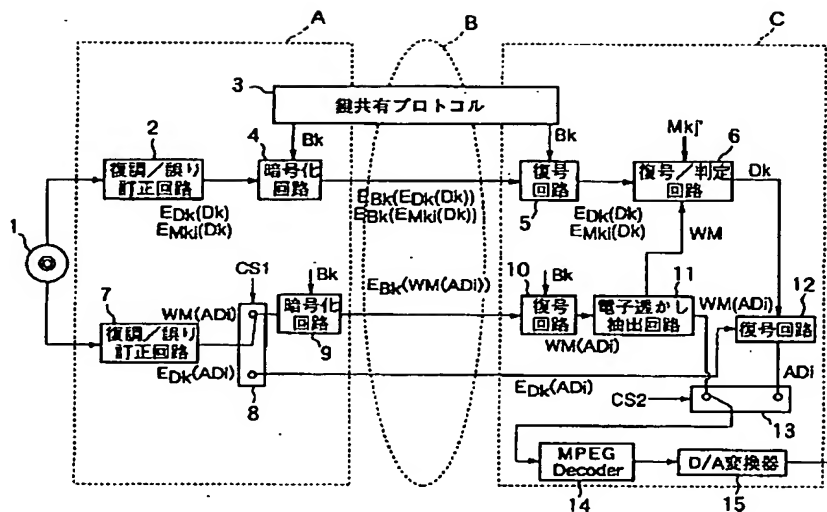 A
B
C
3
鍵共有プロトコル
Bk
Bk
Mkj
2
4
6
復調/誤り
訂正回路
暗号化
回路
復号
回路
復号/判定
回路
Dk
EDk(Dk)
EMki(Dk)
EBk(EDk(Dk))
EBk(EMki(Dk))
5
EDk(Dk)
EMki(Dk)
WM
1
CS1
Bk
EBk(WM(ADi))
10
Bk
11
7
WM(ADi)
暗号化
回路
復号
回路
電子透かし
抽出回路
WM(ADi)
12
復調/誤り
訂正回路
9
WM(ADi)
復号回路
EDk(ADi)
EDk(ADi)
ADi
8
CS2
13
MPEG
Decoder
D/A変換器
14
15